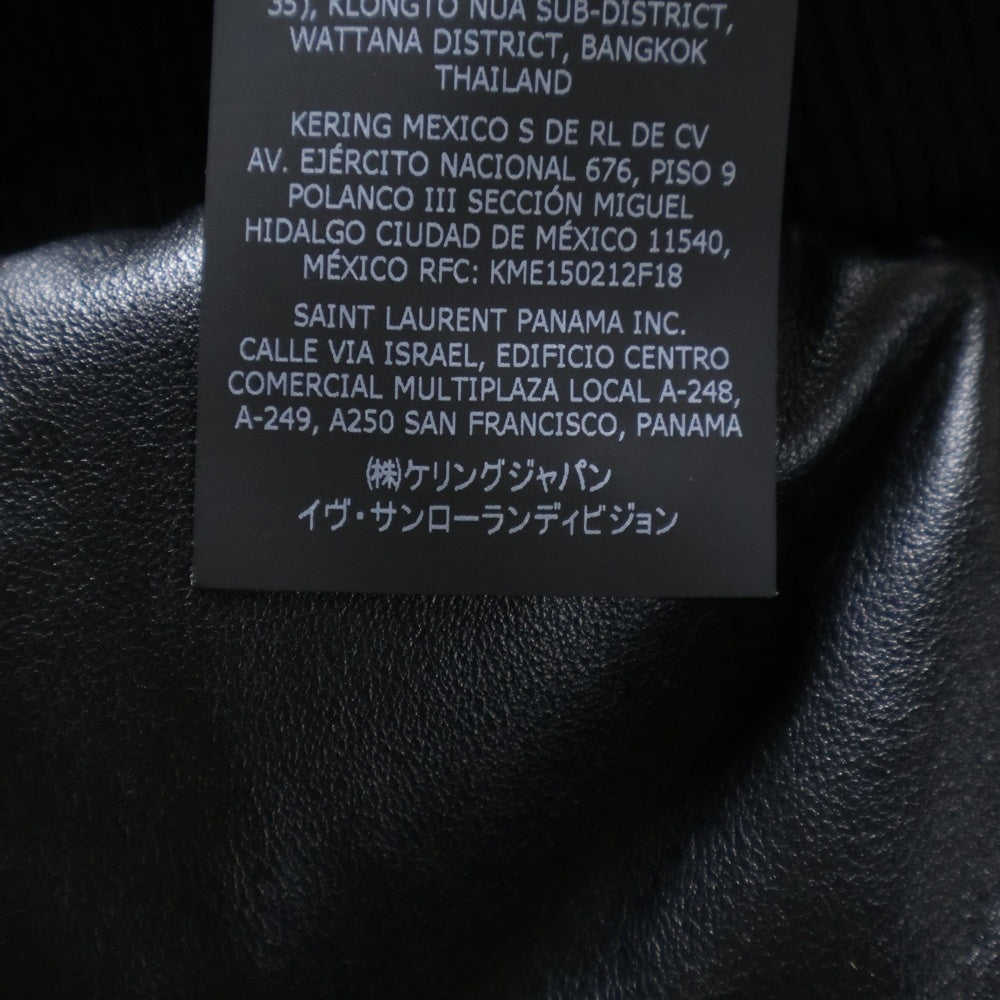 35), KLONGTO NUA SUB-DISTRICT,
WATTANA DISTRICT, BANGKOK
THAILAND
KERING MEXICO S DE RL DE CV
AV. EJÉRCITO NACIONAL 676, PISO 9
POLANCO III SECCIÓN MIGUEL
HIDALGO CIUDAD DE MÉXICO 11540,
MÉXICO RFC: KME150212F18
SAINT LAURENT PANAMA INC.
CALLE VIA ISRAEL, EDIFICIO CENTRO
COMERCIAL MULTIPLAZA LOCAL A-248,
A-249, A250 SAN FRANCISCO, PANAMA
㈱ケリングジャパン
イヴ・サンローランディビジョン